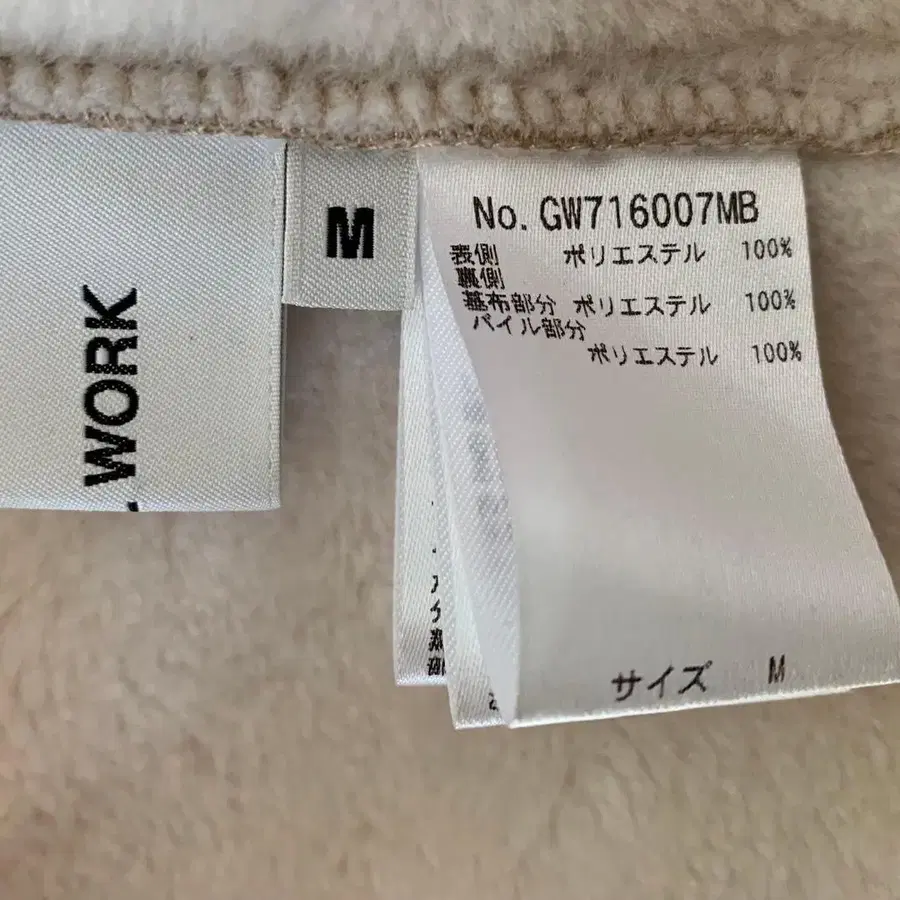 WORK
M
No. GW716007MB
表側 ポリエステル 100%
裏側
基布部分 ポリエステル 100%
パイル部分
ポリエステル 100%
サイズ M